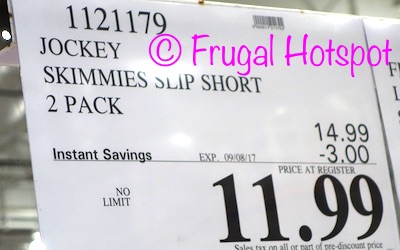 1121179
© Frugal Hotspot
JOCKEY
SKIMMIES SLIP SHORT
2 PACK
14.99
Instant Savings EXP. 09/08/17 -3.00
PRICE AT REGISTER
NO
LIMIT
11.99
Sales tax on all or part of pre-discount price